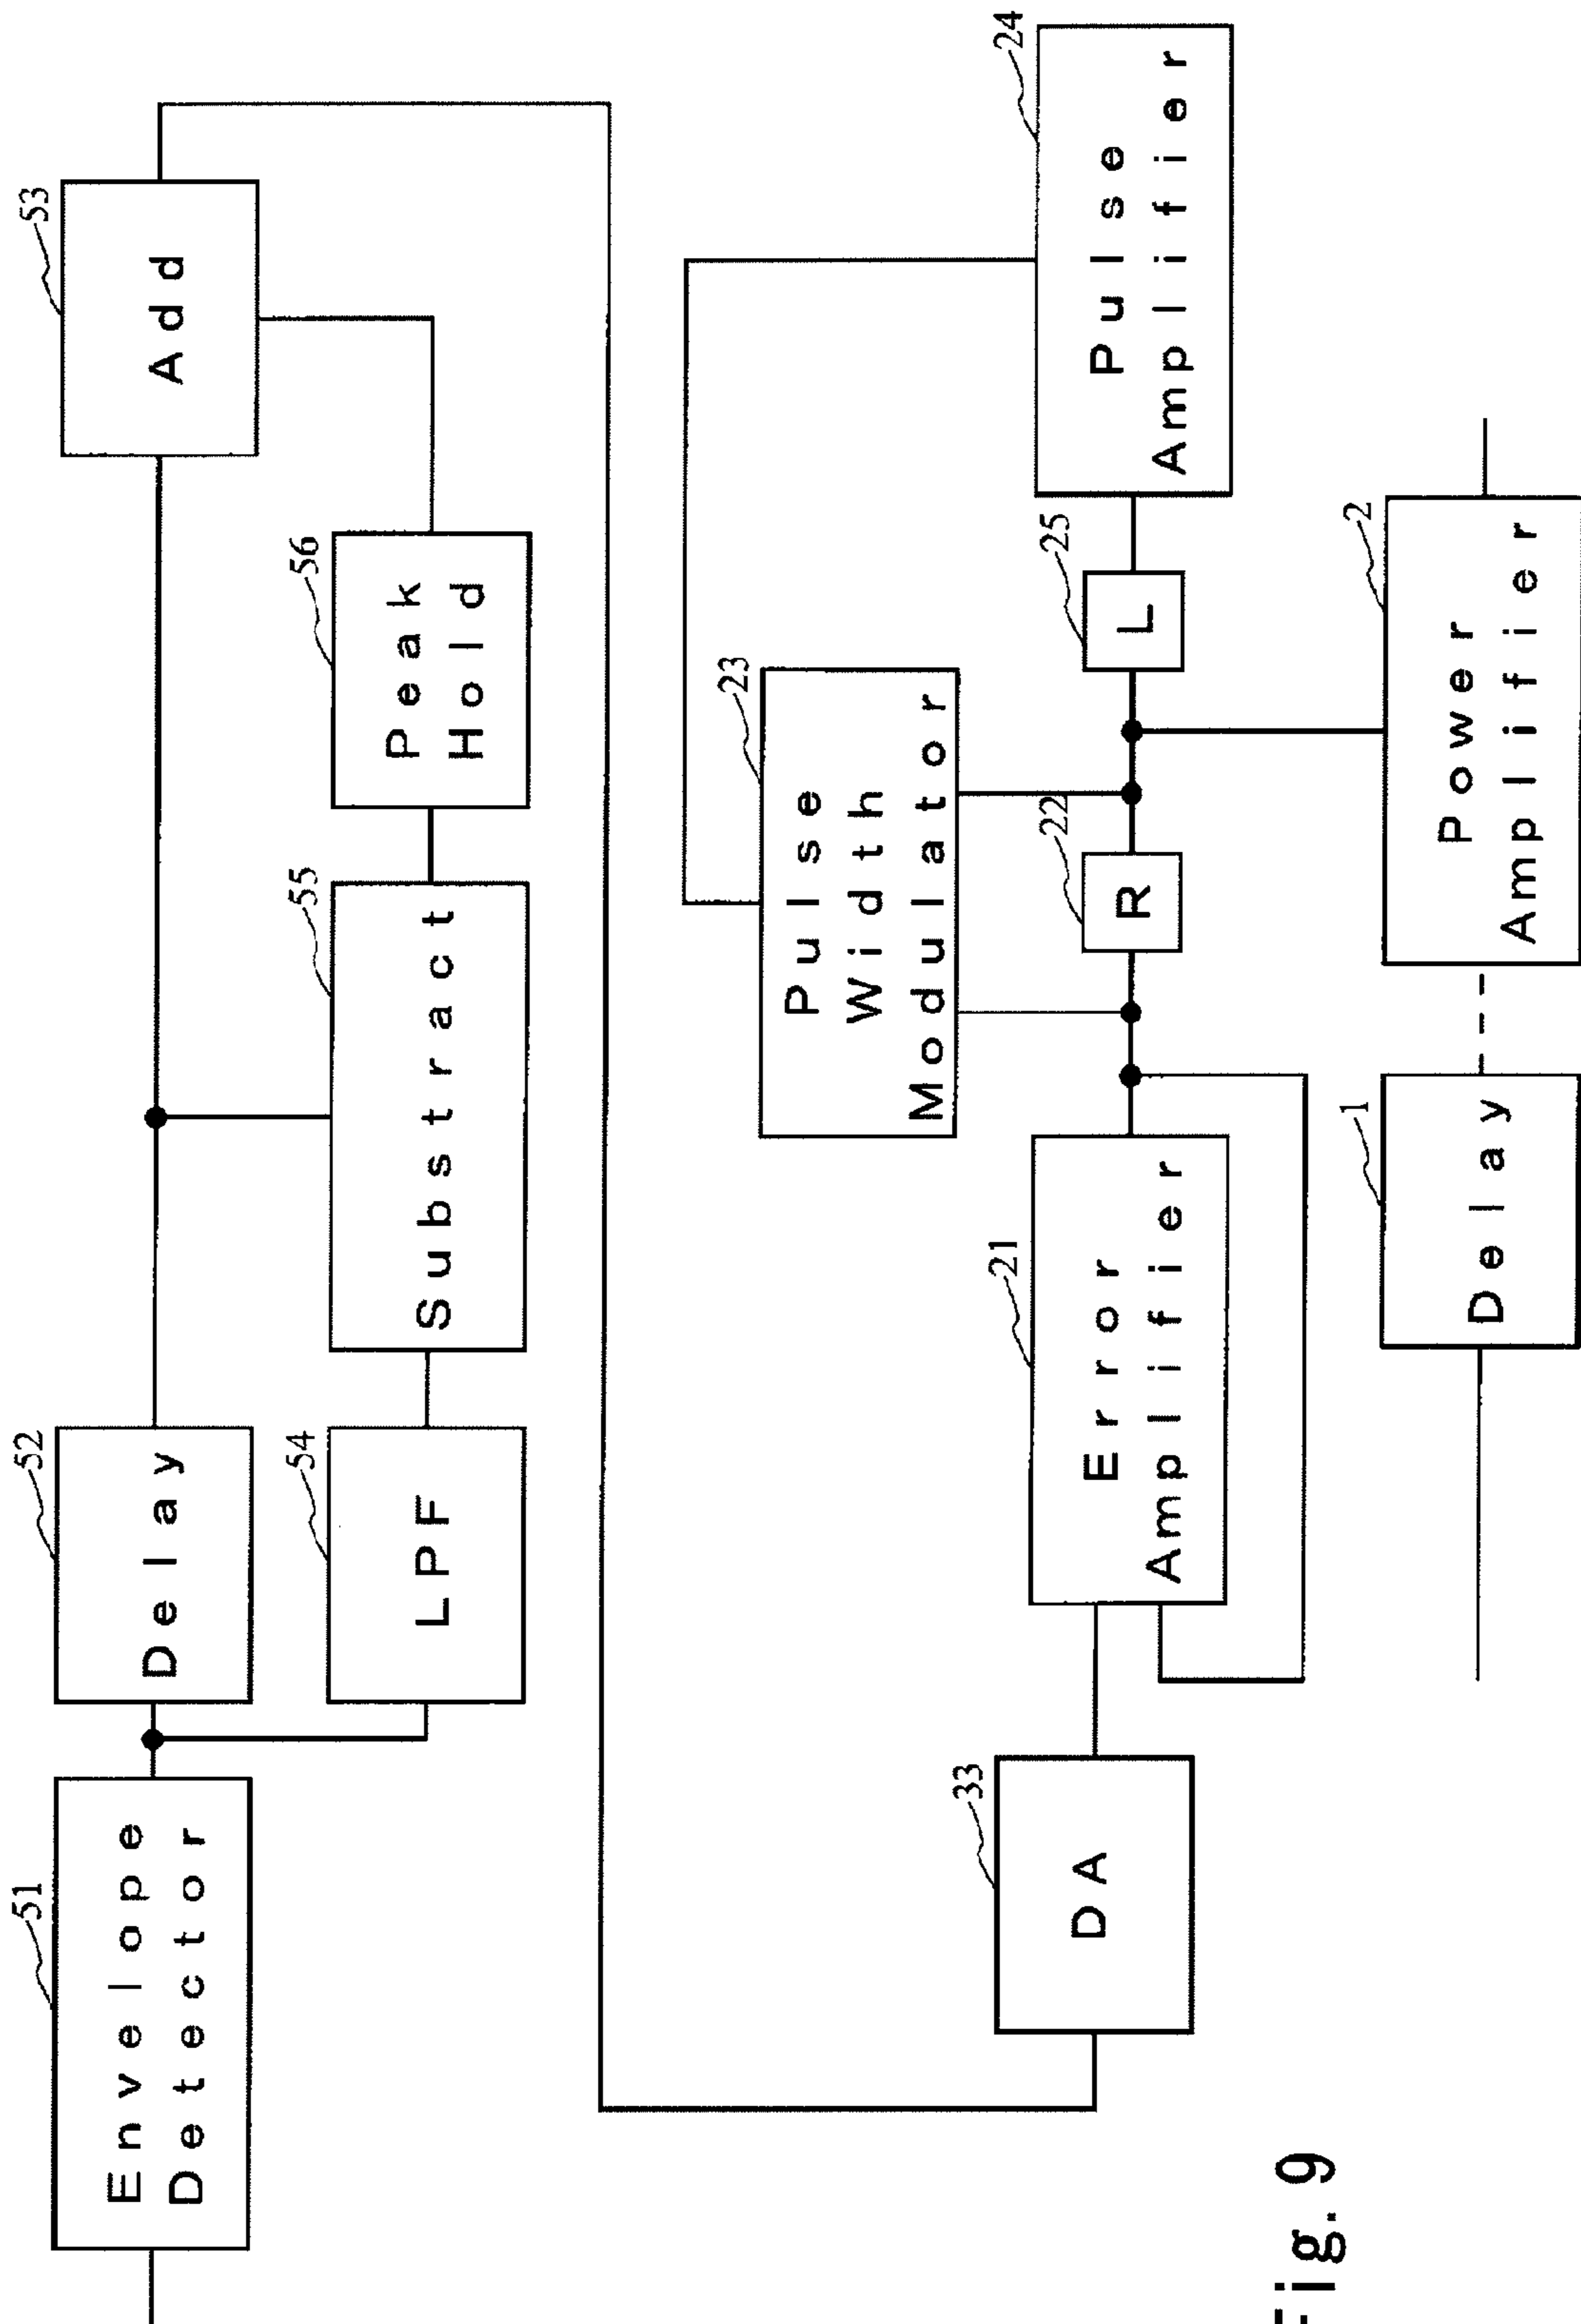 51
Envelope
Detector
52
Delay
53
Add
54
LPF
55
Substract
56
Peak
Hold
23
Pulse
Width
Modulator
24
Pulse
Amplifier
33
DA
21
Error
Amplifier
22
R
25
L
1
Delay
2
Power
Amplifier
Fig. 9